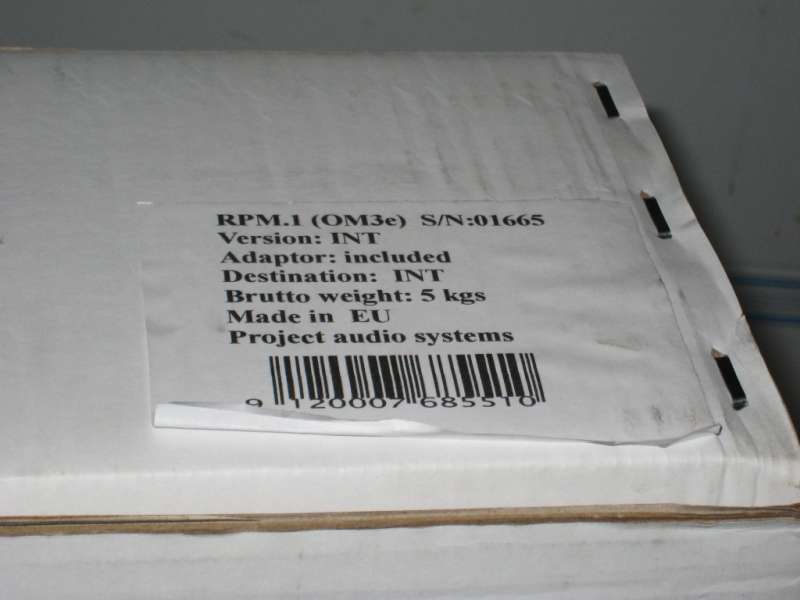 RPM.1 (OM3e) S/N:01665
Version: INT
Adaptor: included
Destination: INT
Brutto weight: 5 kgs
Made in EU
Project audio systems
9 120007 685510